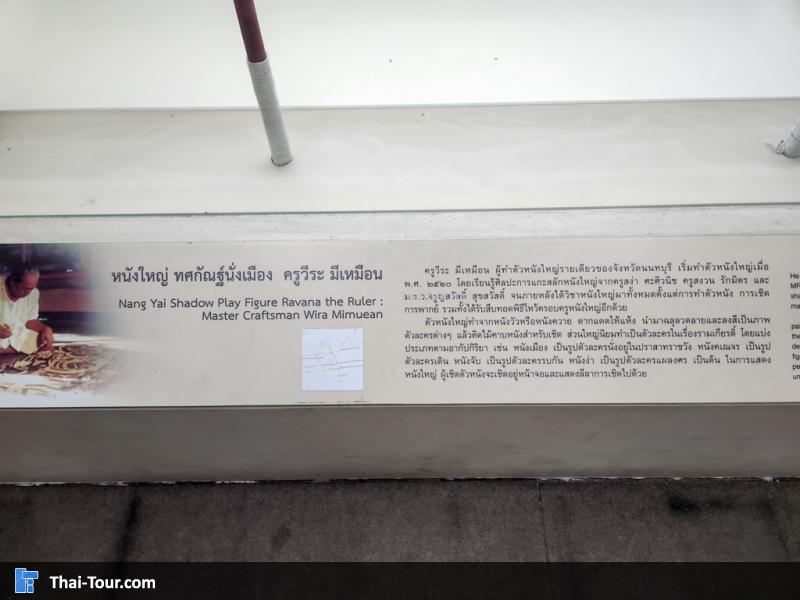 หนังใหญ่ ทศกัณฐ์นั่งเมือง ครูวีระ มีเหมือน
Nang Yai Shadow Play Figure Ravana the Ruler :
Master Craftsman Wira Mimuean
ครูวีระ มีเหมือน ผู้ทำตัวหนังใหญ่รายเดียวของจังหวัดนนทบุรี เริ่มทำตัวหนังใหญ่เมื่อ
พ.ศ. ๒๕๒๐ โดยเรียนรู้ศิลปะการแกะสลักหนังใหญ่จากครูสง่า ศะศิวนิช ครูสงวน รักมิตร และ
ม.ร.ว.จรูญสวัสดิ์ สุขสวัสดิ์ จนภายหลังได้วิชาหนังใหญ่มาทั้งหมดตั้งแต่การทำตัวหนัง การเชิด
การพากย์ รวมทั้งได้รับสืบทอดพิธีไหว้ครอบครูหนังใหญ่อีกด้วย
ตัวหนังใหญ่ทำจากหนังวัวหรือหนังควาย ตากแดดให้แห้ง นำมาฉลุลวดลายและลงสีเป็นภาพ
ตัวละครต่างๆ แล้วติดไม้คาบหนังสำหรับเชิด ส่วนใหญ่นิยมทำเป็นตัวละครในเรื่องรามเกียรติ์ โดยแบ่ง
ประเภทตามอากัปกิริยา เช่น หนังเมือง เป็นรูปตัวละครนั่งอยู่ในปราสาทราชวัง หนังคเณจร เป็นรูป
ตัวละครเดิน หนังจับ เป็นรูปตัวละครรบกัน หนังง่า เป็นรูปตัวละครแผลงศร เป็นต้น ในการแสดง
หนังใหญ่ ผู้เชิดตัวหนังจะเชิดอยู่หน้าจอและแสดงลีลาการเชิดไปด้วย
He
Thai-Tour.com